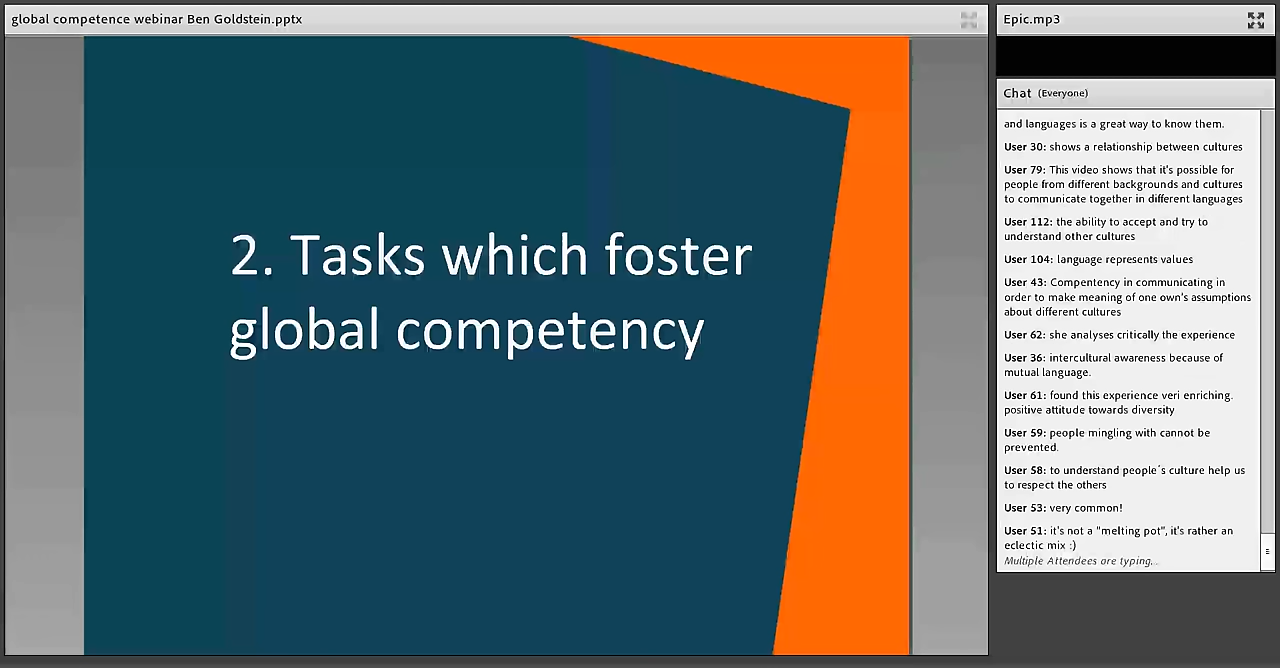 global competence webinar Ben Goldstein.pptx
2. Tasks which foster
global competency
Epic.mp3
Chat (Everyone)
and languages is a great way to know them.
User 30: shows a relationship between cultures
User 79: This video shows that it's possible for
people from different backgrounds and cultures
to communicate together in different languages
User 112: the ability to accept and try to
understand other cultures
User 104: language represents values
User 43: Compentency in communicating in
order to make meaning of one own's assumptions
about different cultures
User 62: she analyses critically the experience
User 36: intercultural awareness because of
mutual language.
User 61: found this experience veri enriching.
positive attitude towards diversity
User 59: people mingling with cannot be
prevented.
User 58: to understand people´s culture help us
to respect the others
User 53: very common!
User 51: it's not a "melting pot", it's rather an
eclectic mix :)
Multiple Attendees are typing...